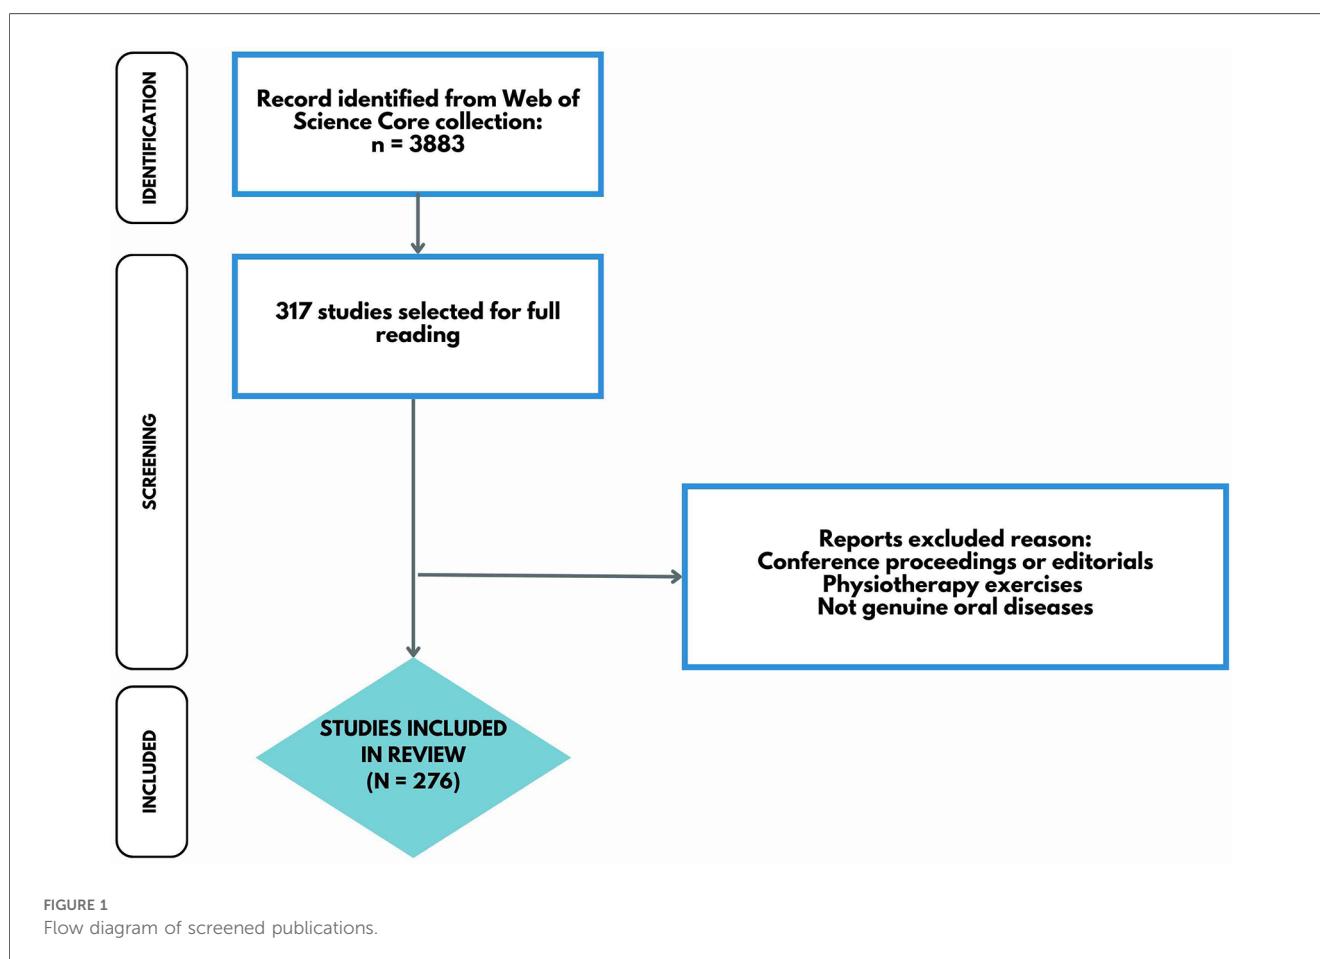 IDENTIFICATION
Record identified from Web of
Science Core collection:
n = 3883
SCREENING
317 studies selected for full
reading
Reports excluded reason:
Conference proceedings or editorials
Physiotherapy exercises
Not genuine oral diseases
INCLUDED
STUDIES INCLUDED
IN REVIEW
(N = 276)
FIGURE 1
Flow diagram of screened publications.